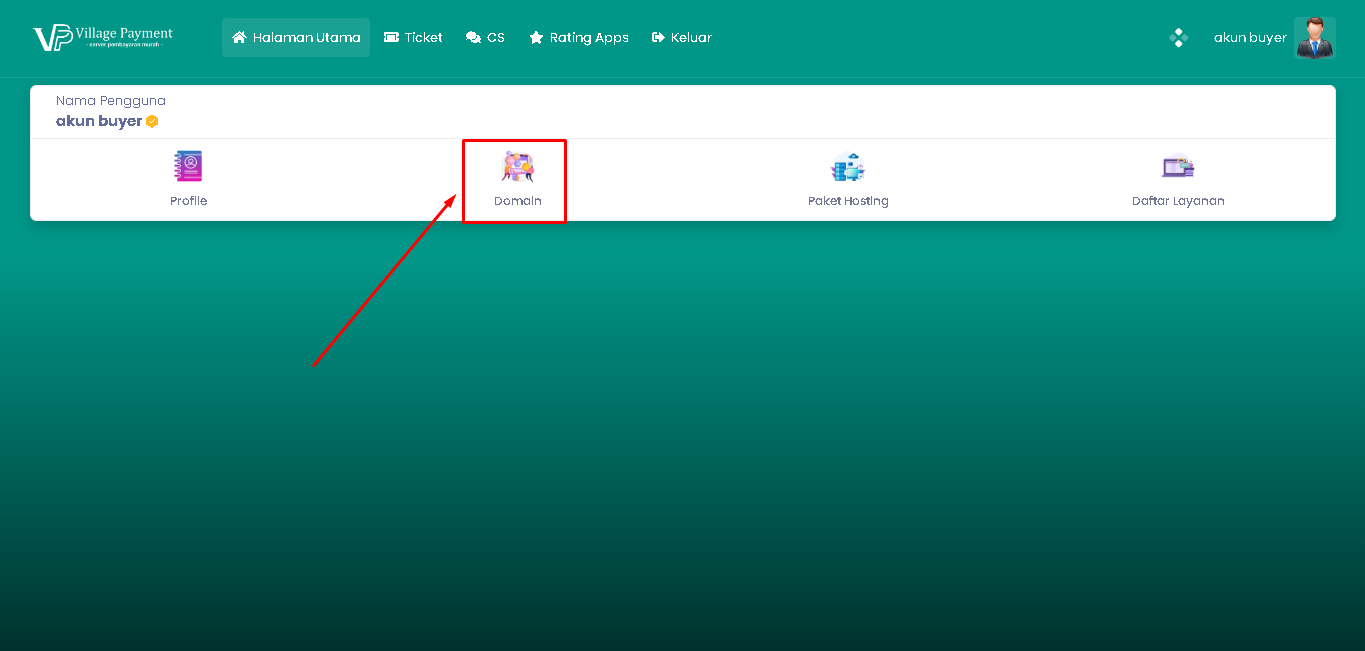 Village Payment
- server pembayaran murah -
Halaman Utama
Ticket
CS
Rating Apps
Keluar
akun buyer
Nama Pengguna
akun buyer
Profile
Domain
Paket Hosting
Daftar Layanan